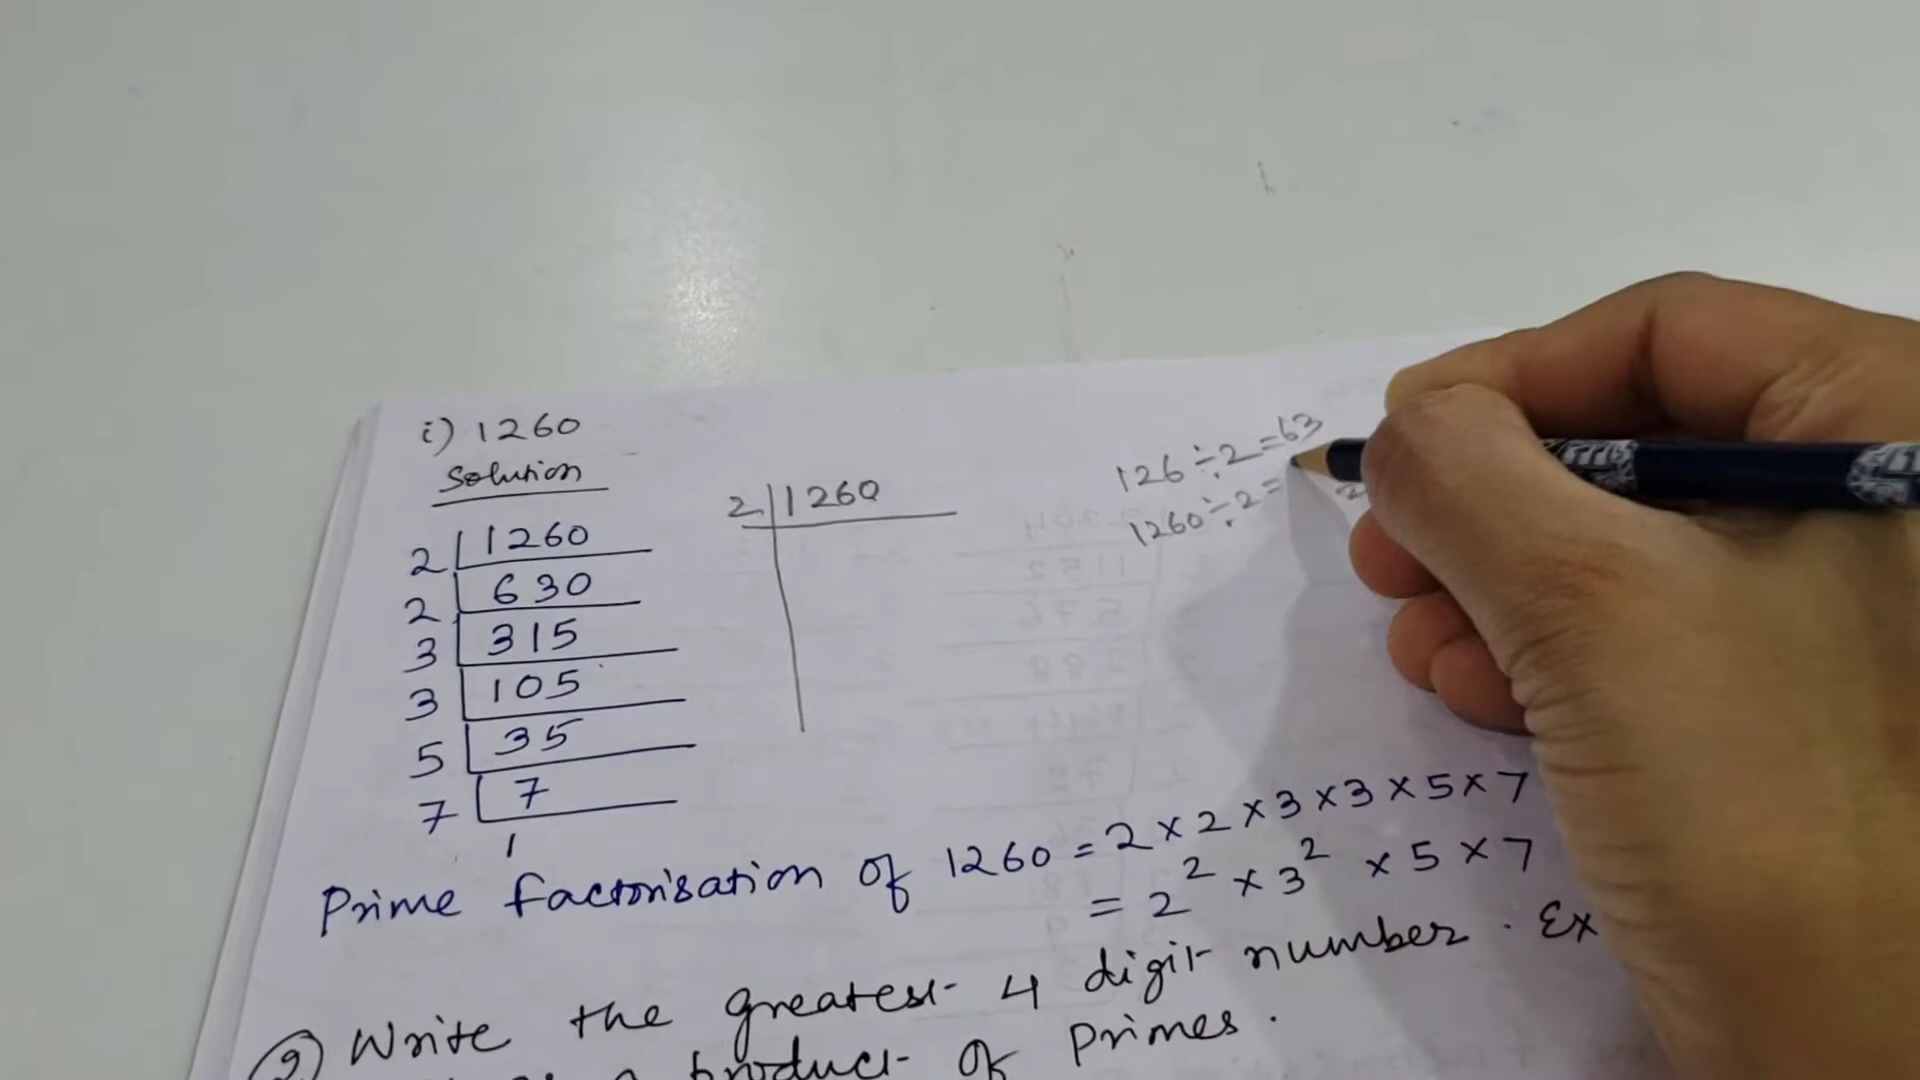 i) 1260
Solution
2 | 1260
2 | 630
3 | 315
3 | 105
5 | 35
7 | 7
1
2 | 1260
126 ÷ 2 = 63
1260 ÷ 2 =
Prime factorisation of 1260 = 2 × 2 × 3 × 3 × 5 × 7
= 2² × 3² × 5 × 7
② Write the greatest 4 digit number. Ex
product of primes.